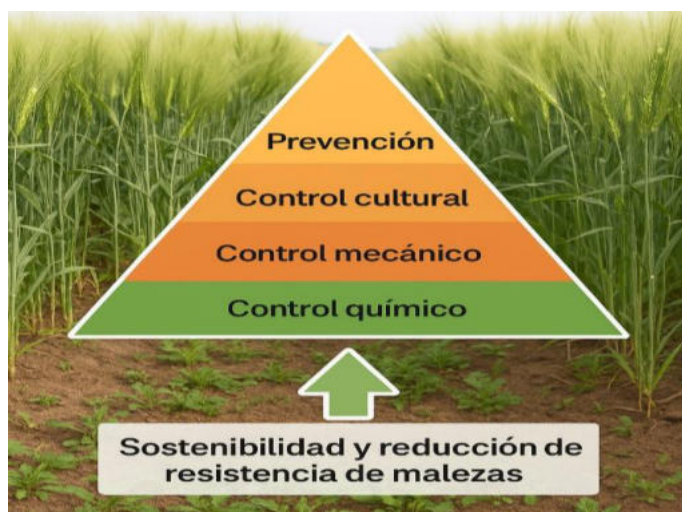 Prevención
Control cultural
Control mecánico
Control químico
Sostenibilidad y reducción de
resistencia de malezas